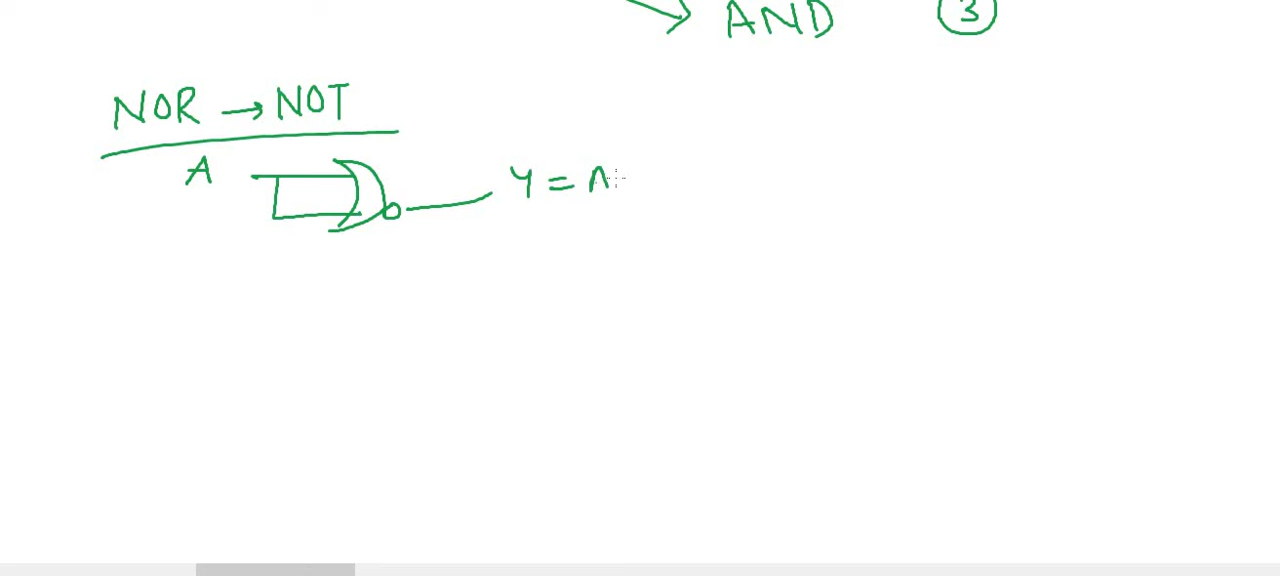 AND ③
NOR → NOT
A
Y =